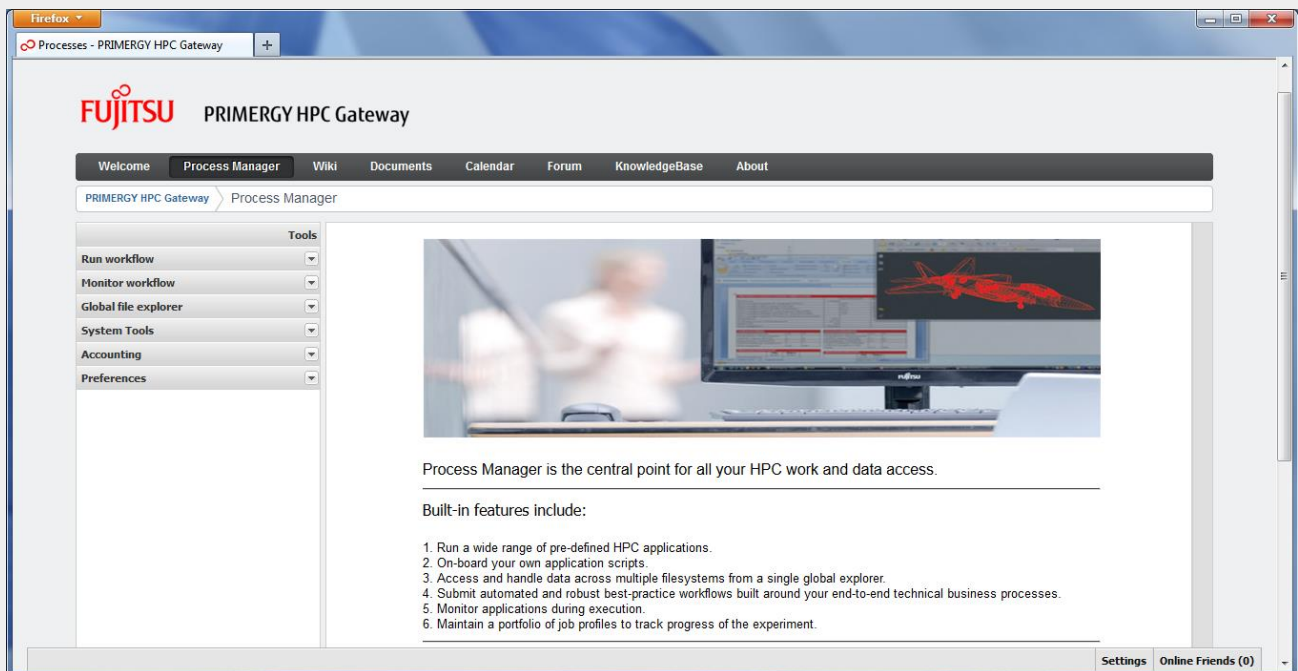 Firefox
Processes - PRIMERGY HPC Gateway
FUJITSU PRIMERGY HPC Gateway
Welcome Process Manager Wiki Documents Calendar Forum KnowledgeBase About
PRIMERGY HPC Gateway Process Manager
Tools
Run workflow
Monitor workflow
Global file explorer
System Tools
Accounting
Preferences
FUJITSU
Process Manager is the central point for all your HPC work and data access.
Built-in features include:
1. Run a wide range of pre-defined HPC applications.
2. On-board your own application scripts.
3. Access and handle data across multiple filesystems from a single global explorer.
4. Submit automated and robust best-practice workflows built around your end-to-end technical business processes.
5. Monitor applications during execution.
6. Maintain a portfolio of job profiles to track progress of the experiment.
Settings Online Friends (0)